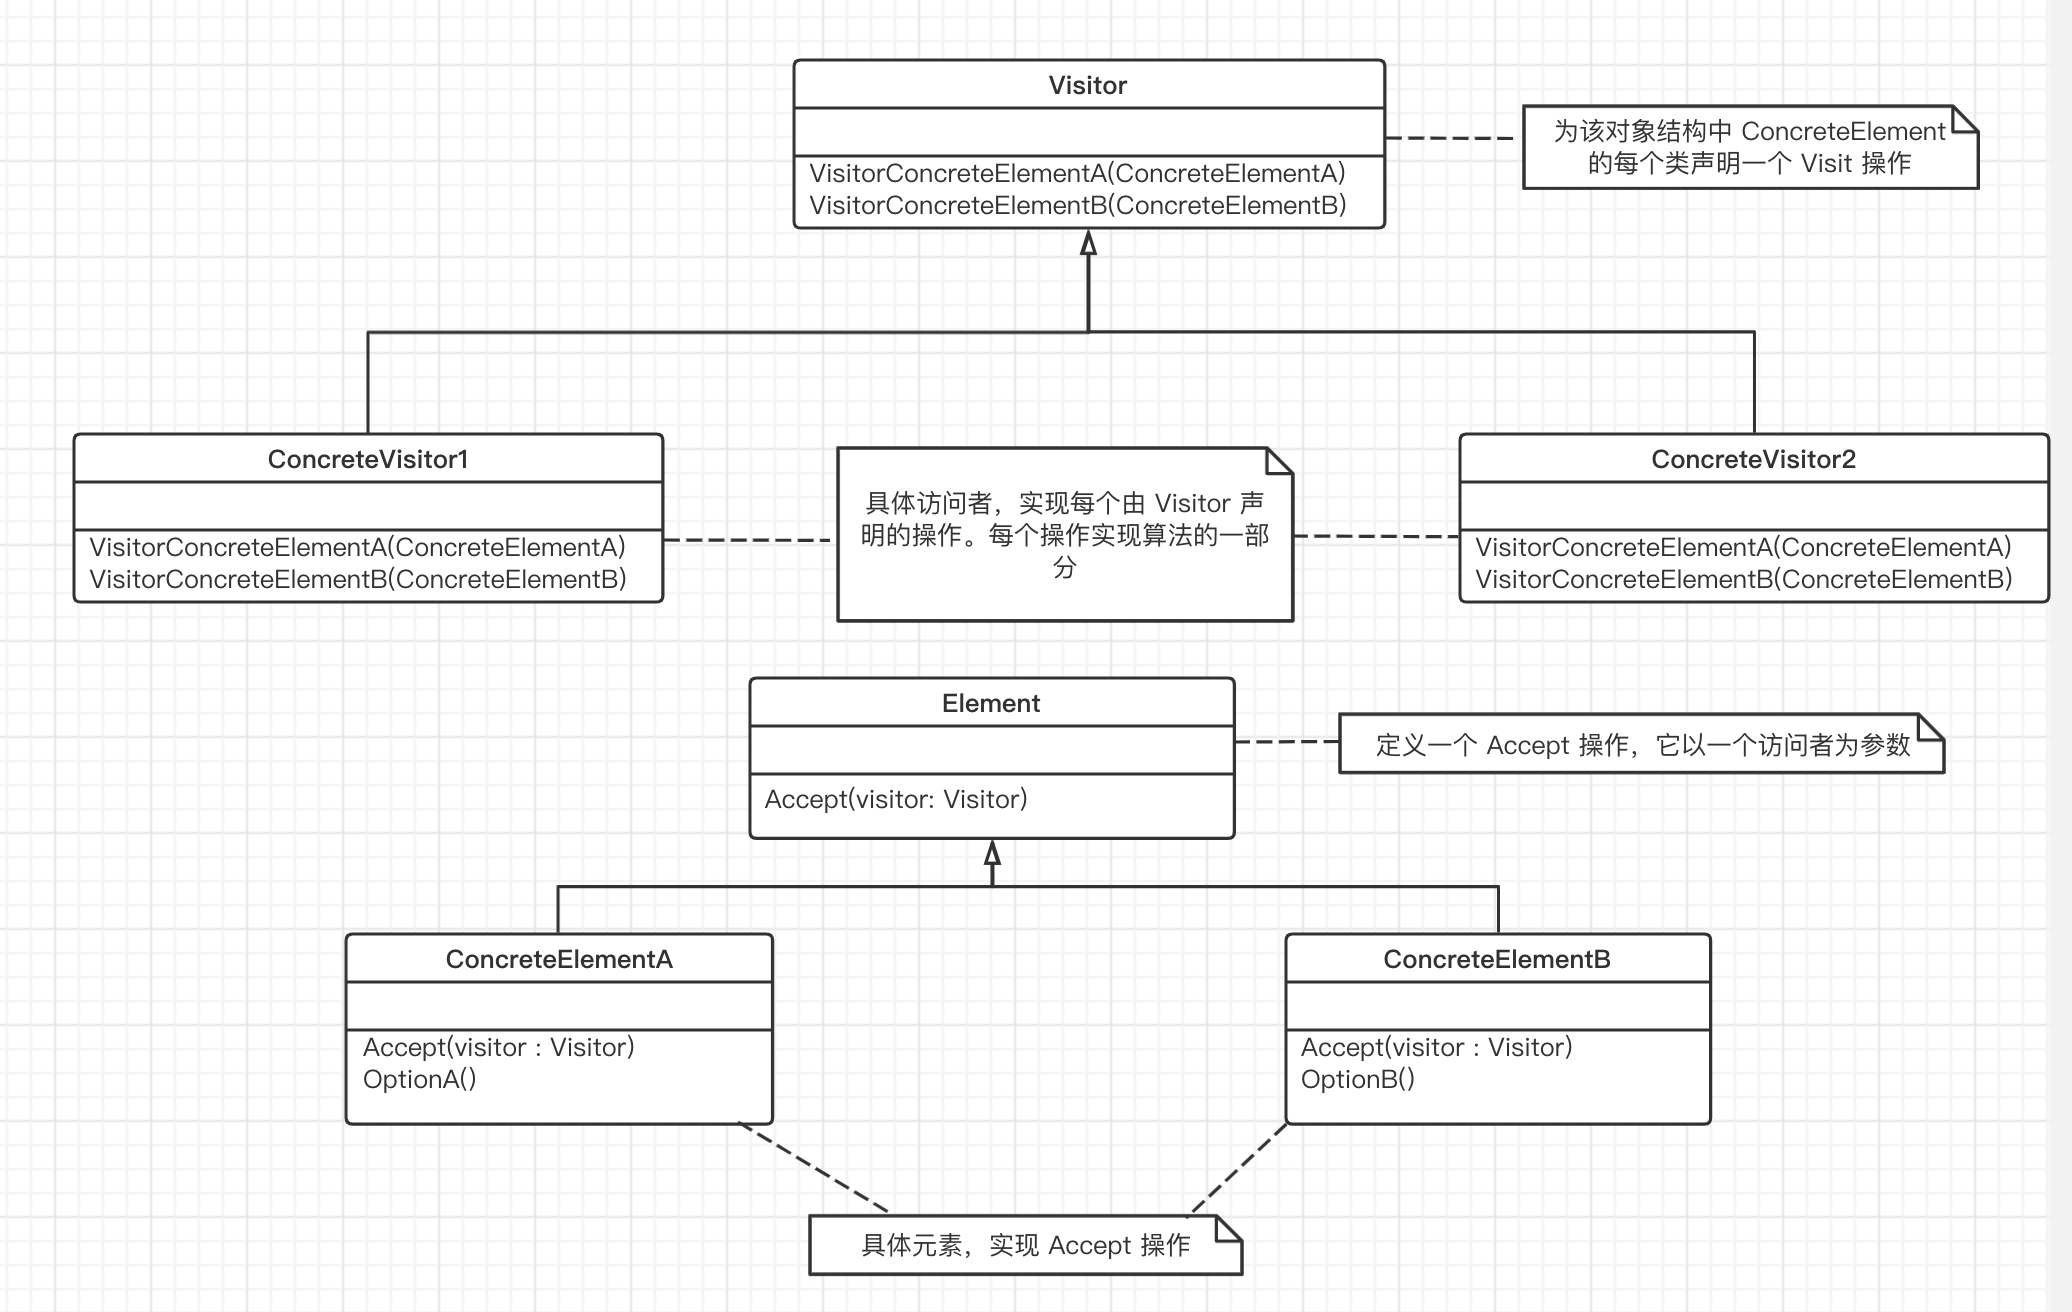 Visitor
VisitorConcreteElementA(ConcreteElementA)
VisitorConcreteElementB(ConcreteElementB)
为该对象结构中 ConcreteElement
的每个类声明一个 Visit 操作
ConcreteVisitor1
VisitorConcreteElementA(ConcreteElementA)
VisitorConcreteElementB(ConcreteElementB)
具体访问者，实现每个由 Visitor 声
明的操作。每个操作实现算法的一部
分
ConcreteVisitor2
VisitorConcreteElementA(ConcreteElementA)
VisitorConcreteElementB(ConcreteElementB)
Element
Accept(visitor: Visitor)
定义一个 Accept 操作，它以一个访问者为参数
ConcreteElementA
Accept(visitor : Visitor)
OptionA()
ConcreteElementB
Accept(visitor : Visitor)
OptionB()
具体元素，实现 Accept 操作